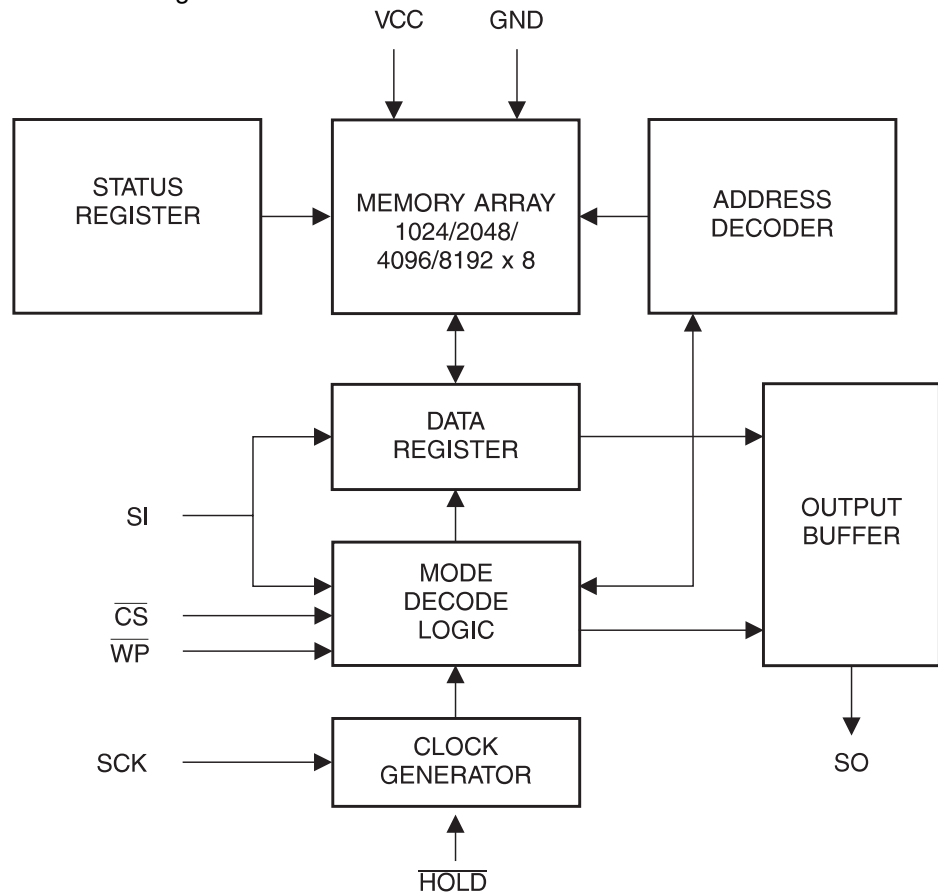 VCC
GND
STATUS
REGISTER
MEMORY ARRAY
1024/2048/
4096/8192 x 8
ADDRESS
DECODER
DATA
REGISTER
SI
OUTPUT
BUFFER
MODE
DECODE
LOGIC
CS
WP
SCK
CLOCK
GENERATOR
SO
HOLD